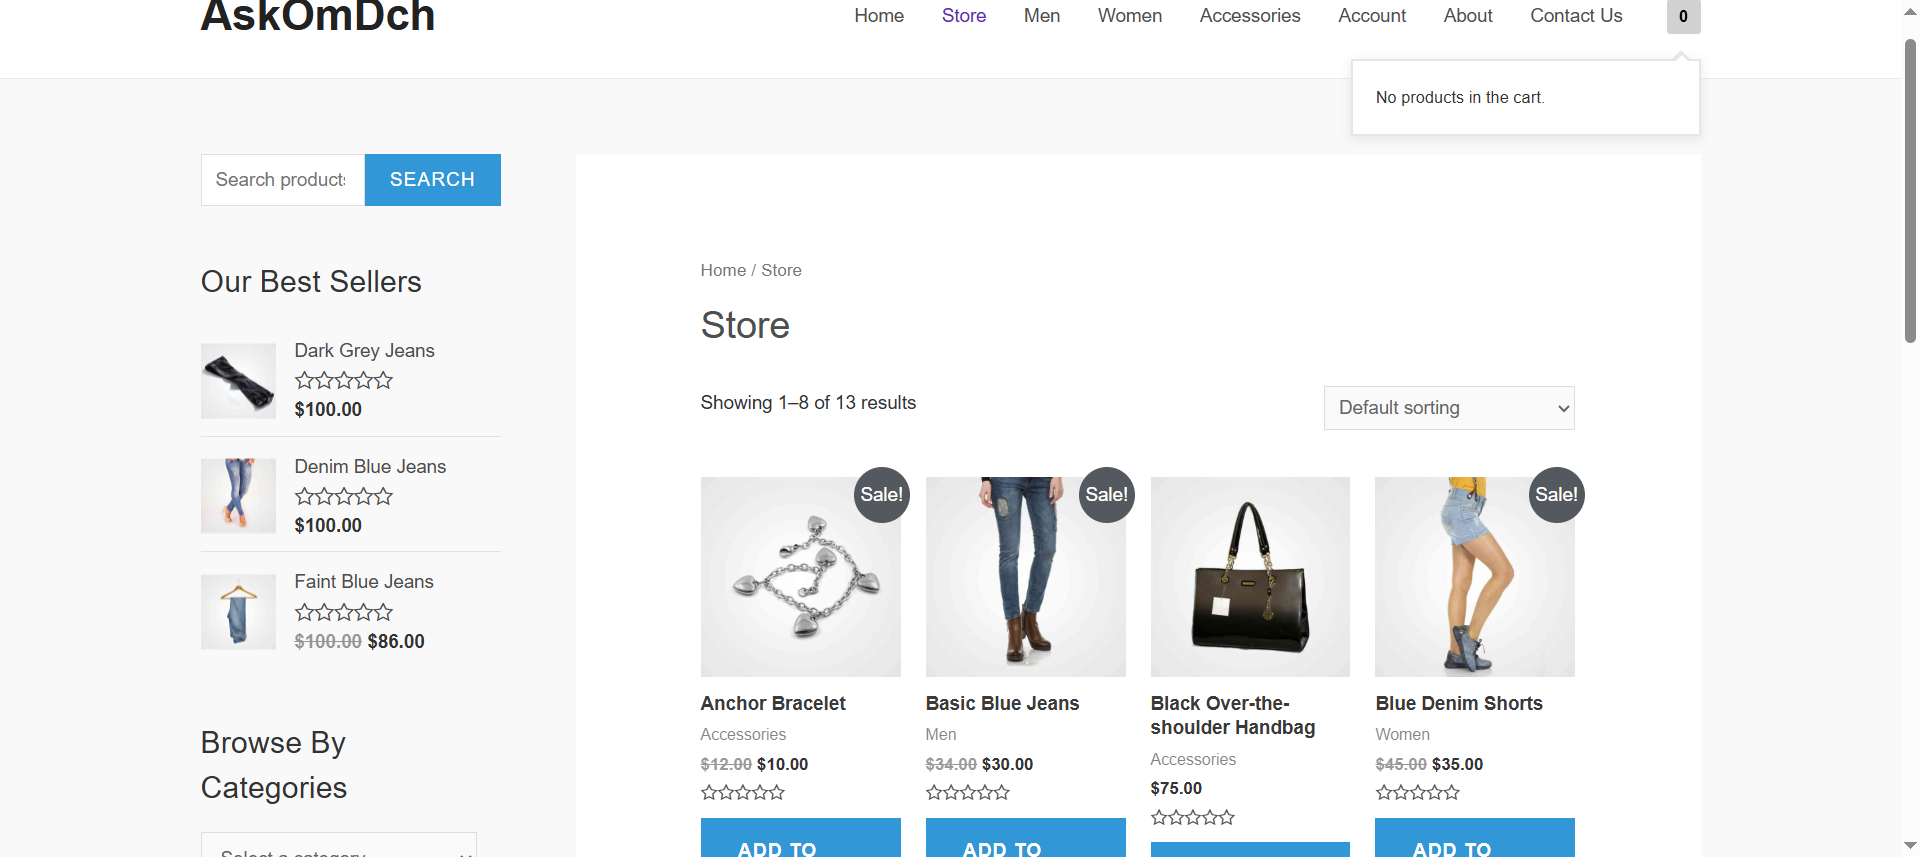 AskOmDch
Home Store Men Women Accessories Account About Contact Us 0
No products in the cart.
Search products
SEARCH
Our Best Sellers
Dark Grey Jeans
$100.00
Denim Blue Jeans
$100.00
Faint Blue Jeans
$100.00 $86.00
Browse By
Categories
Select a category
Home / Store
Store
Showing 1–8 of 13 results
Default sorting
Sale!
Anchor Bracelet
Accessories
$12.00 $10.00
ADD TO
Sale!
Basic Blue Jeans
Men
$34.00 $30.00
ADD TO
Black Over-the-
shoulder Handbag
Accessories
$75.00
Sale!
Blue Denim Shorts
Women
$45.00 $35.00
ADD TO